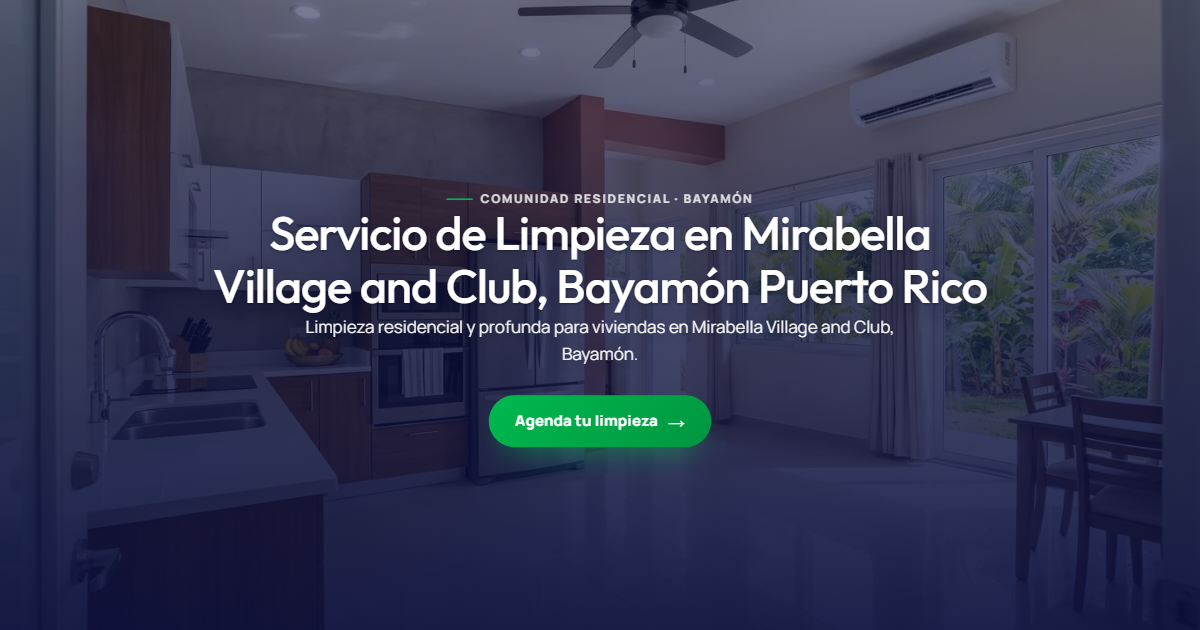 COMUNIDAD RESIDENCIAL · BAYAMÓN
Servicio de Limpieza en Mirabella
Village and Club, Bayamón Puerto Rico
Limpieza residencial y profunda para viviendas en Mirabella Village and Club,
Bayamón.
Agenda tu limpieza →